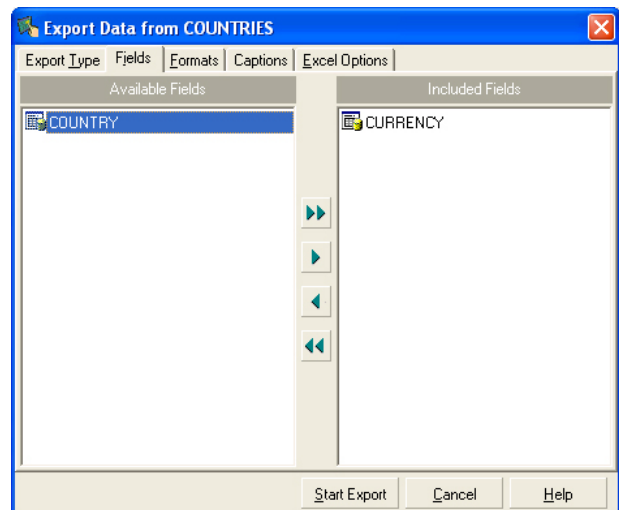 Export Data from COUNTRIES
Export Type Fields Formats Captions Excel Options
Available Fields Included Fields
COUNTRY CURRENCY
Start Export Cancel Help